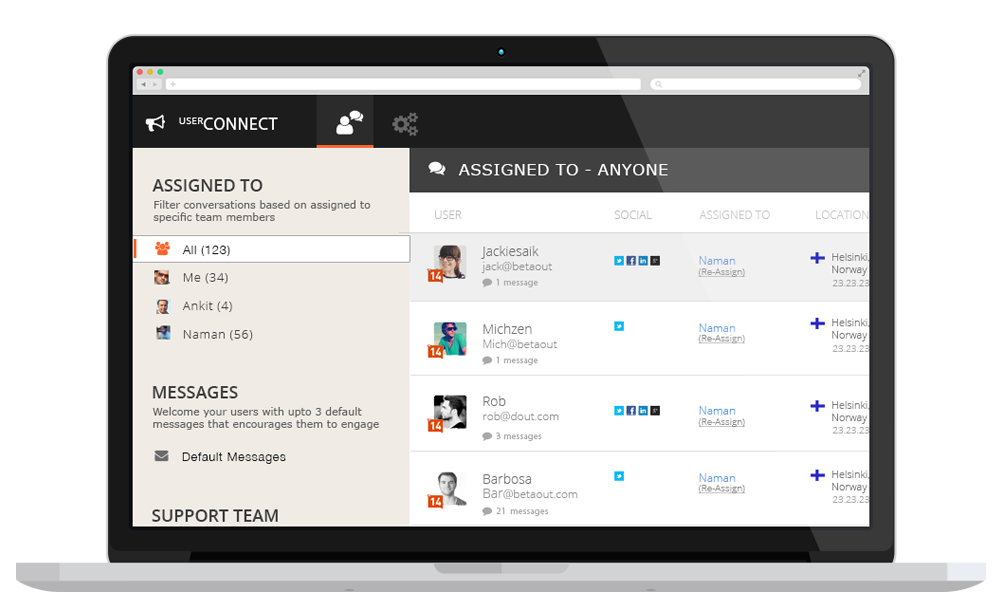 USERCONNECT
ASSIGNED TO
Filter conversations based on assigned to
specific team members
All (123)
Me (34)
Ankit (4)
Naman (56)
MESSAGES
Welcome your users with upto 3 default
messages that encourages them to engage
Default Messages
SUPPORT TEAM
ASSIGNED TO - ANYONE
USER SOCIAL ASSIGNED TO LOCATION
14
Jackiesaik
jack@betaout
1 message
Naman
(Re-Assign)
Helsinki,
Norway
23.23.23
14
Michzen
Mich@betaout
1 message
Naman
(Re-Assign)
Helsinki,
Norway
23.23.23
14
Rob
rob@dout.com
3 messages
Naman
(Re-Assign)
Helsinki,
Norway
23.23.23
14
Barbosa
Bar@betaout.com
21 messages
Naman
(Re-Assign)
Helsinki,
Norway
23.23.23